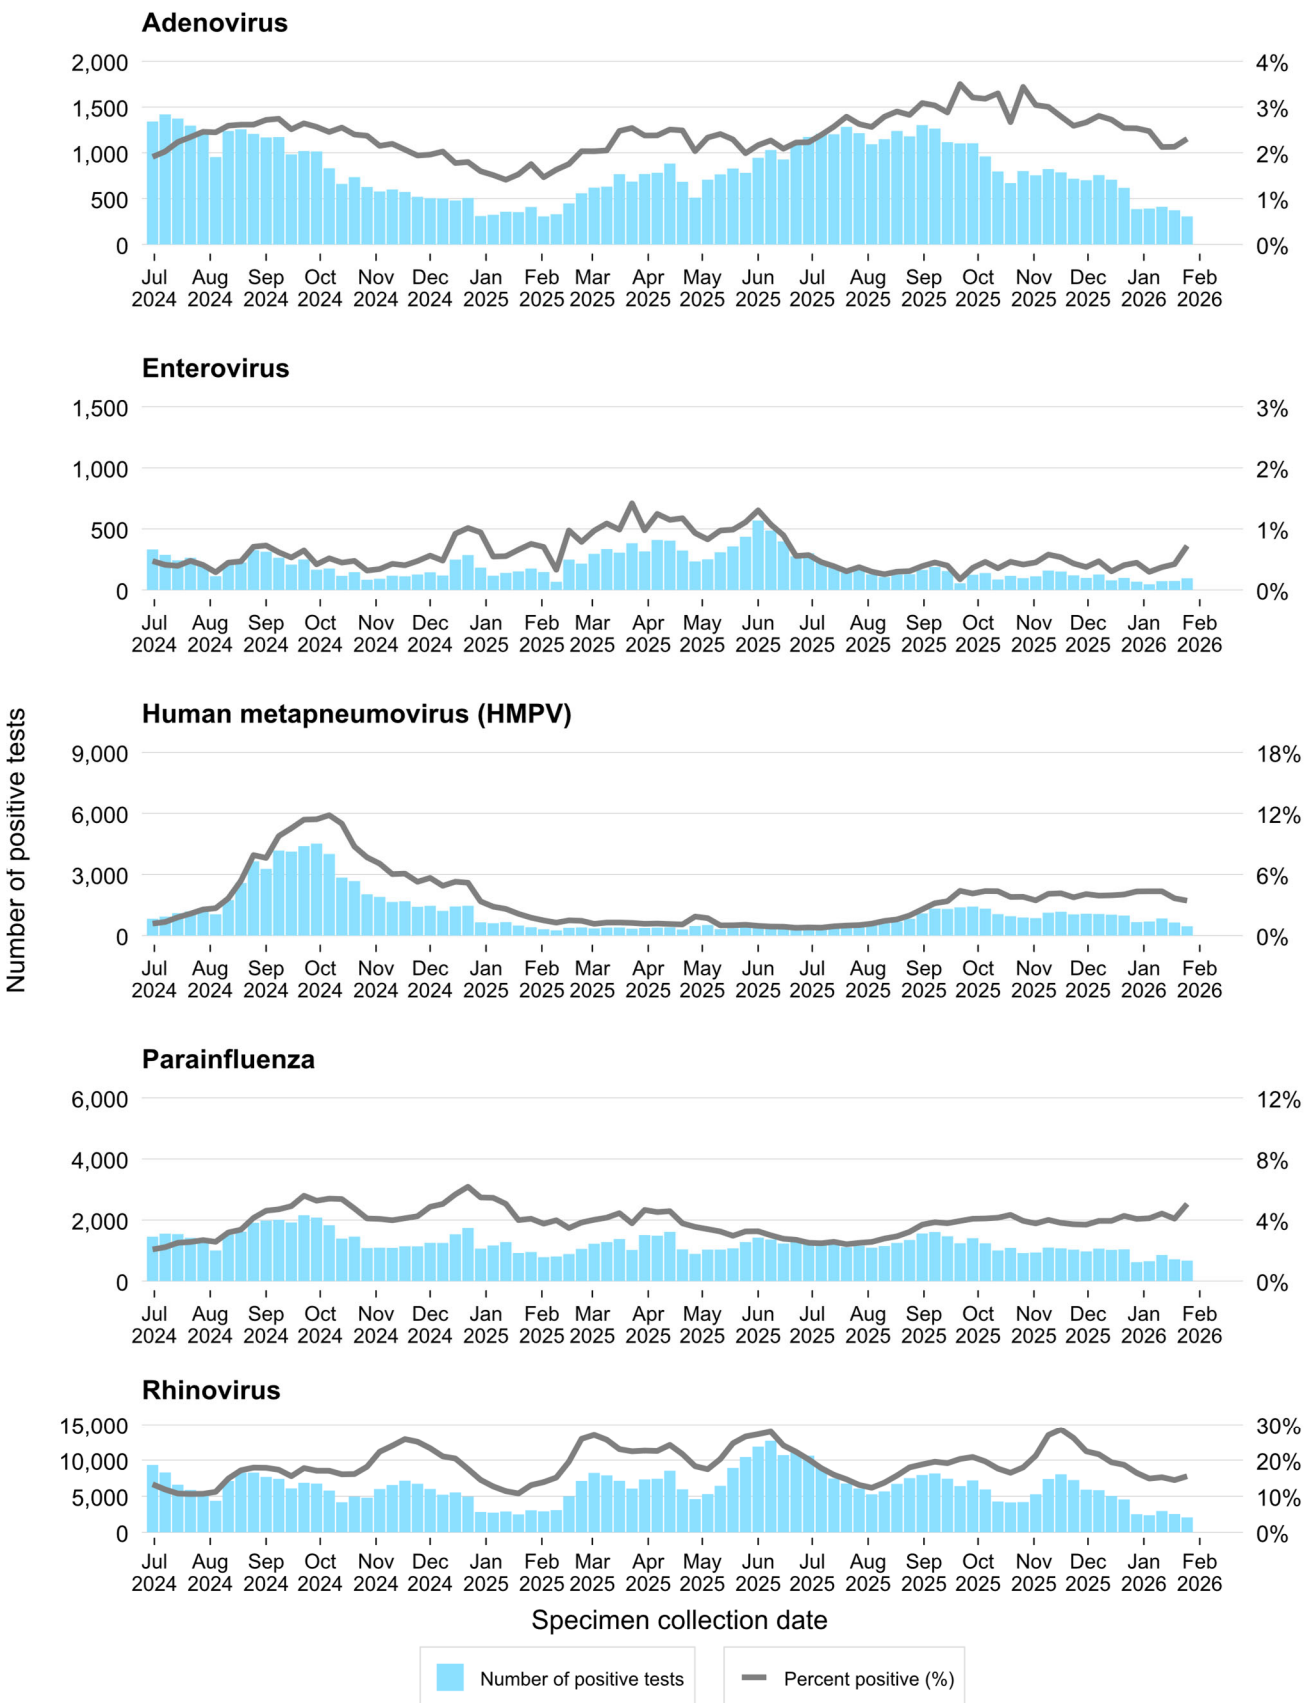 Adenovirus
2,000 4%
1,500 3%
1,000 2%
500 1%
0 0%
Jul Aug Sep Oct Nov Dec Jan Feb Mar Apr May Jun Jul Aug Sep Oct Nov Dec Jan Feb
2024 2024 2024 2024 2024 2024 2025 2025 2025 2025 2025 2025 2025 2025 2025 2025 2025 2025 2026 2026
Enterovirus
1,500 3%
1,000 2%
500 1%
0 0%
Jul Aug Sep Oct Nov Dec Jan Feb Mar Apr May Jun Jul Aug Sep Oct Nov Dec Jan Feb
2024 2024 2024 2024 2024 2024 2025 2025 2025 2025 2025 2025 2025 2025 2025 2025 2025 2025 2026 2026
Number of positive tests
Human metapneumovirus (HMPV)
9,000 18%
6,000 12%
3,000 6%
0 0%
Jul Aug Sep Oct Nov Dec Jan Feb Mar Apr May Jun Jul Aug Sep Oct Nov Dec Jan Feb
2024 2024 2024 2024 2024 2024 2025 2025 2025 2025 2025 2025 2025 2025 2025 2025 2025 2025 2026 2026
Parainfluenza
6,000 12%
4,000 8%
2,000 4%
0 0%
Jul Aug Sep Oct Nov Dec Jan Feb Mar Apr May Jun Jul Aug Sep Oct Nov Dec Jan Feb
2024 2024 2024 2024 2024 2024 2025 2025 2025 2025 2025 2025 2025 2025 2025 2025 2025 2025 2026 2026
Rhinovirus
15,000 30%
10,000 20%
5,000 10%
0 0%
Jul Aug Sep Oct Nov Dec Jan Feb Mar Apr May Jun Jul Aug Sep Oct Nov Dec Jan Feb
2024 2024 2024 2024 2024 2024 2025 2025 2025 2025 2025 2025 2025 2025 2025 2025 2025 2025 2026 2026
Specimen collection date
Number of positive tests Percent positive (%)